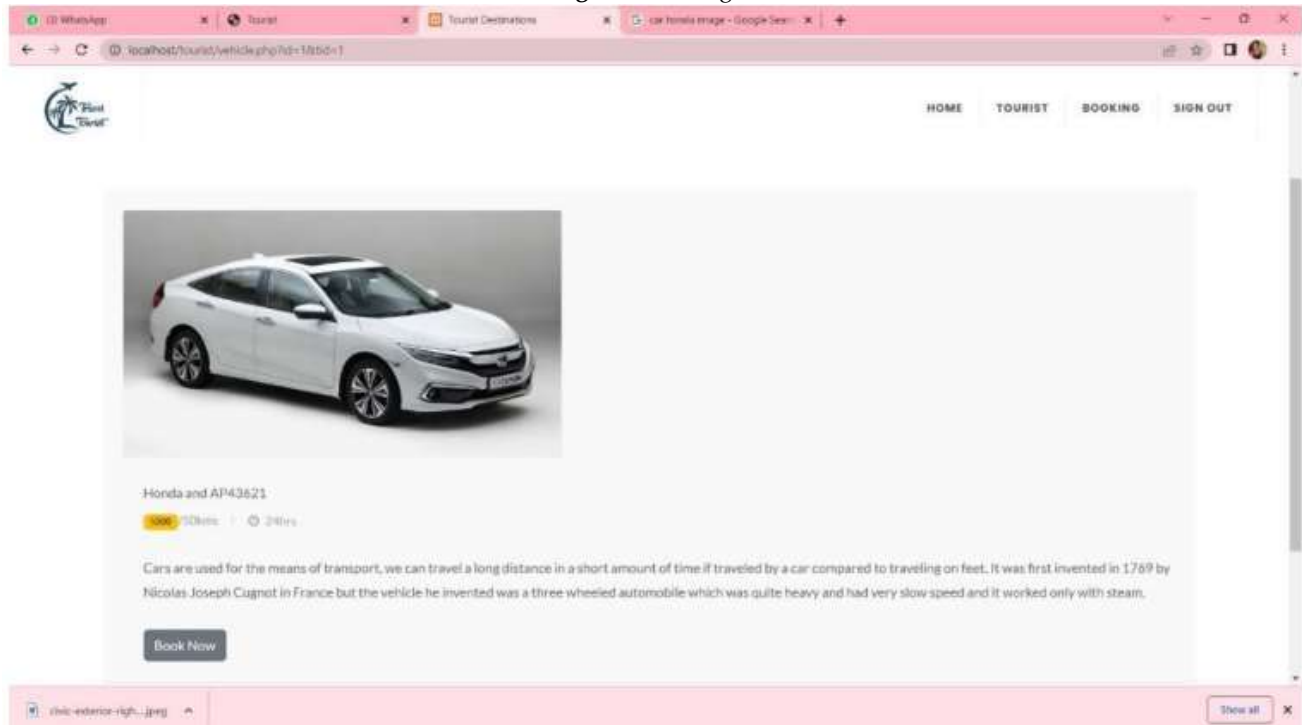 WhatsApp
Tourist
Tourist Destinations
car honda image - Google Sear
localhost/tourist/vehicle.php?id=1&tbid=1
Tourist
HOME TOURIST BOOKING SIGN OUT
Honda and AP43621
/50kms 24hrs
Cars are used for the means of transport, we can travel a long distance in a short amount of time if traveled by a car compared to traveling on feet. It was first invented in 1769 by
Nicolas Joseph Cugnot in France but the vehicle he invented was a three wheeled automobile which was quite heavy and had very slow speed and it worked only with steam.
Book Now
civic-exterior-righ....jpeg
Show all